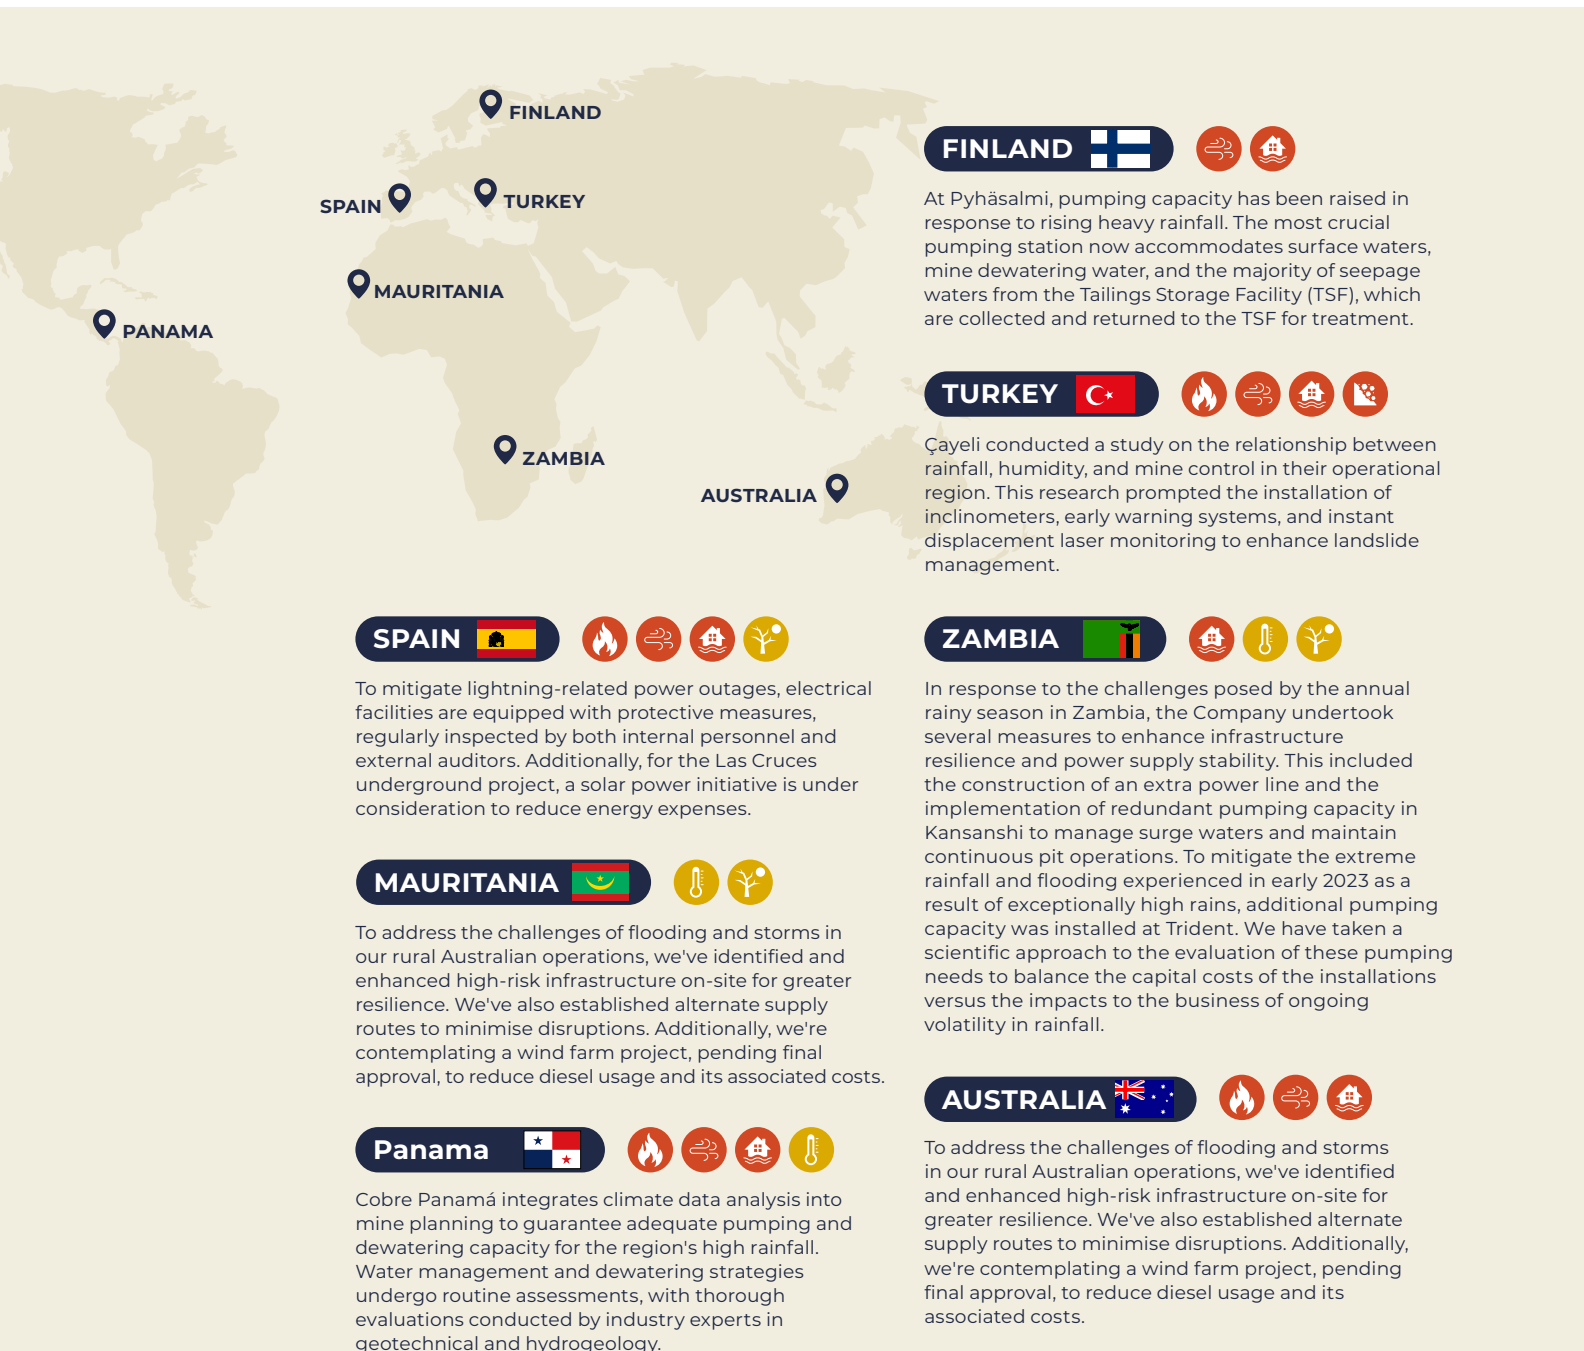 FINLAND
SPAIN
TURKEY
MAURITANIA
PANAMA
ZAMBIA
AUSTRALIA
FINLAND
At Pyhäsalmi, pumping capacity has been raised in
response to rising heavy rainfall. The most crucial
pumping station now accommodates surface waters,
mine dewatering water, and the majority of seepage
waters from the Tailings Storage Facility (TSF), which
are collected and returned to the TSF for treatment.
TURKEY
Çayeli conducted a study on the relationship between
rainfall, humidity, and mine control in their operational
region. This research prompted the installation of
inclinometers, early warning systems, and instant
displacement laser monitoring to enhance landslide
management.
SPAIN
To mitigate lightning-related power outages, electrical
facilities are equipped with protective measures,
regularly inspected by both internal personnel and
external auditors. Additionally, for the Las Cruces
underground project, a solar power initiative is under
consideration to reduce energy expenses.
MAURITANIA
To address the challenges of flooding and storms in
our rural Australian operations, we've identified and
enhanced high-risk infrastructure on-site for greater
resilience. We've also established alternate supply
routes to minimise disruptions. Additionally, we're
contemplating a wind farm project, pending final
approval, to reduce diesel usage and its associated costs.
Panama
Cobre Panamá integrates climate data analysis into
mine planning to guarantee adequate pumping and
dewatering capacity for the region's high rainfall.
Water management and dewatering strategies
undergo routine assessments, with thorough
evaluations conducted by industry experts in
geotechnical and hydrogeology.
ZAMBIA
In response to the challenges posed by the annual
rainy season in Zambia, the Company undertook
several measures to enhance infrastructure
resilience and power supply stability. This included
the construction of an extra power line and the
implementation of redundant pumping capacity in
Kansanshi to manage surge waters and maintain
continuous pit operations. To mitigate the extreme
rainfall and flooding experienced in early 2023 as a
result of exceptionally high rains, additional pumping
capacity was installed at Trident. We have taken a
scientific approach to the evaluation of these pumping
needs to balance the capital costs of the installations
versus the impacts to the business of ongoing
volatility in rainfall.
AUSTRALIA
To address the challenges of flooding and storms
in our rural Australian operations, we've identified
and enhanced high-risk infrastructure on-site for
greater resilience. We've also established alternate
supply routes to minimise disruptions. Additionally,
we're contemplating a wind farm project, pending
final approval, to reduce diesel usage and its
associated costs.